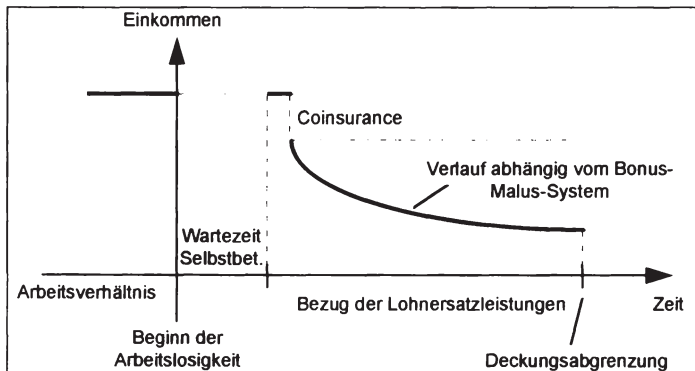 Einkommen
Coinsurance
Verlauf abhängig vom Bonus-
Malus-System
Wartezeit
Selbstbet.
Arbeitsverhältnis
Bezug der Lohnersatzleistungen
Zeit
Beginn der
Arbeitslosigkeit
Deckungsabgrenzung